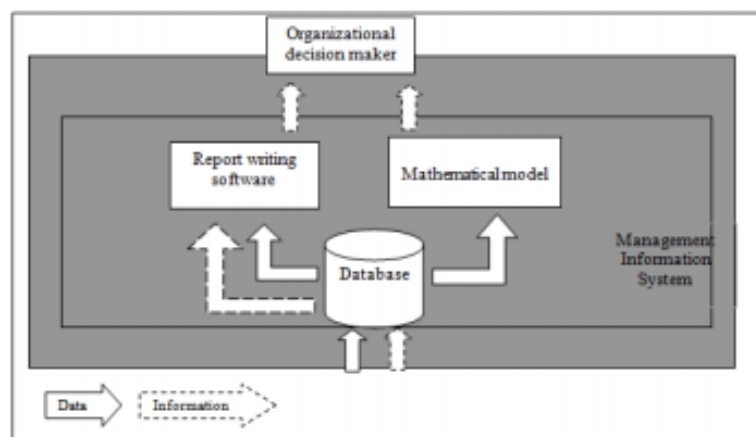 Organizational
decision maker
Report writing
software
Mathematical model
Database
Management
Information
System
Data
Information